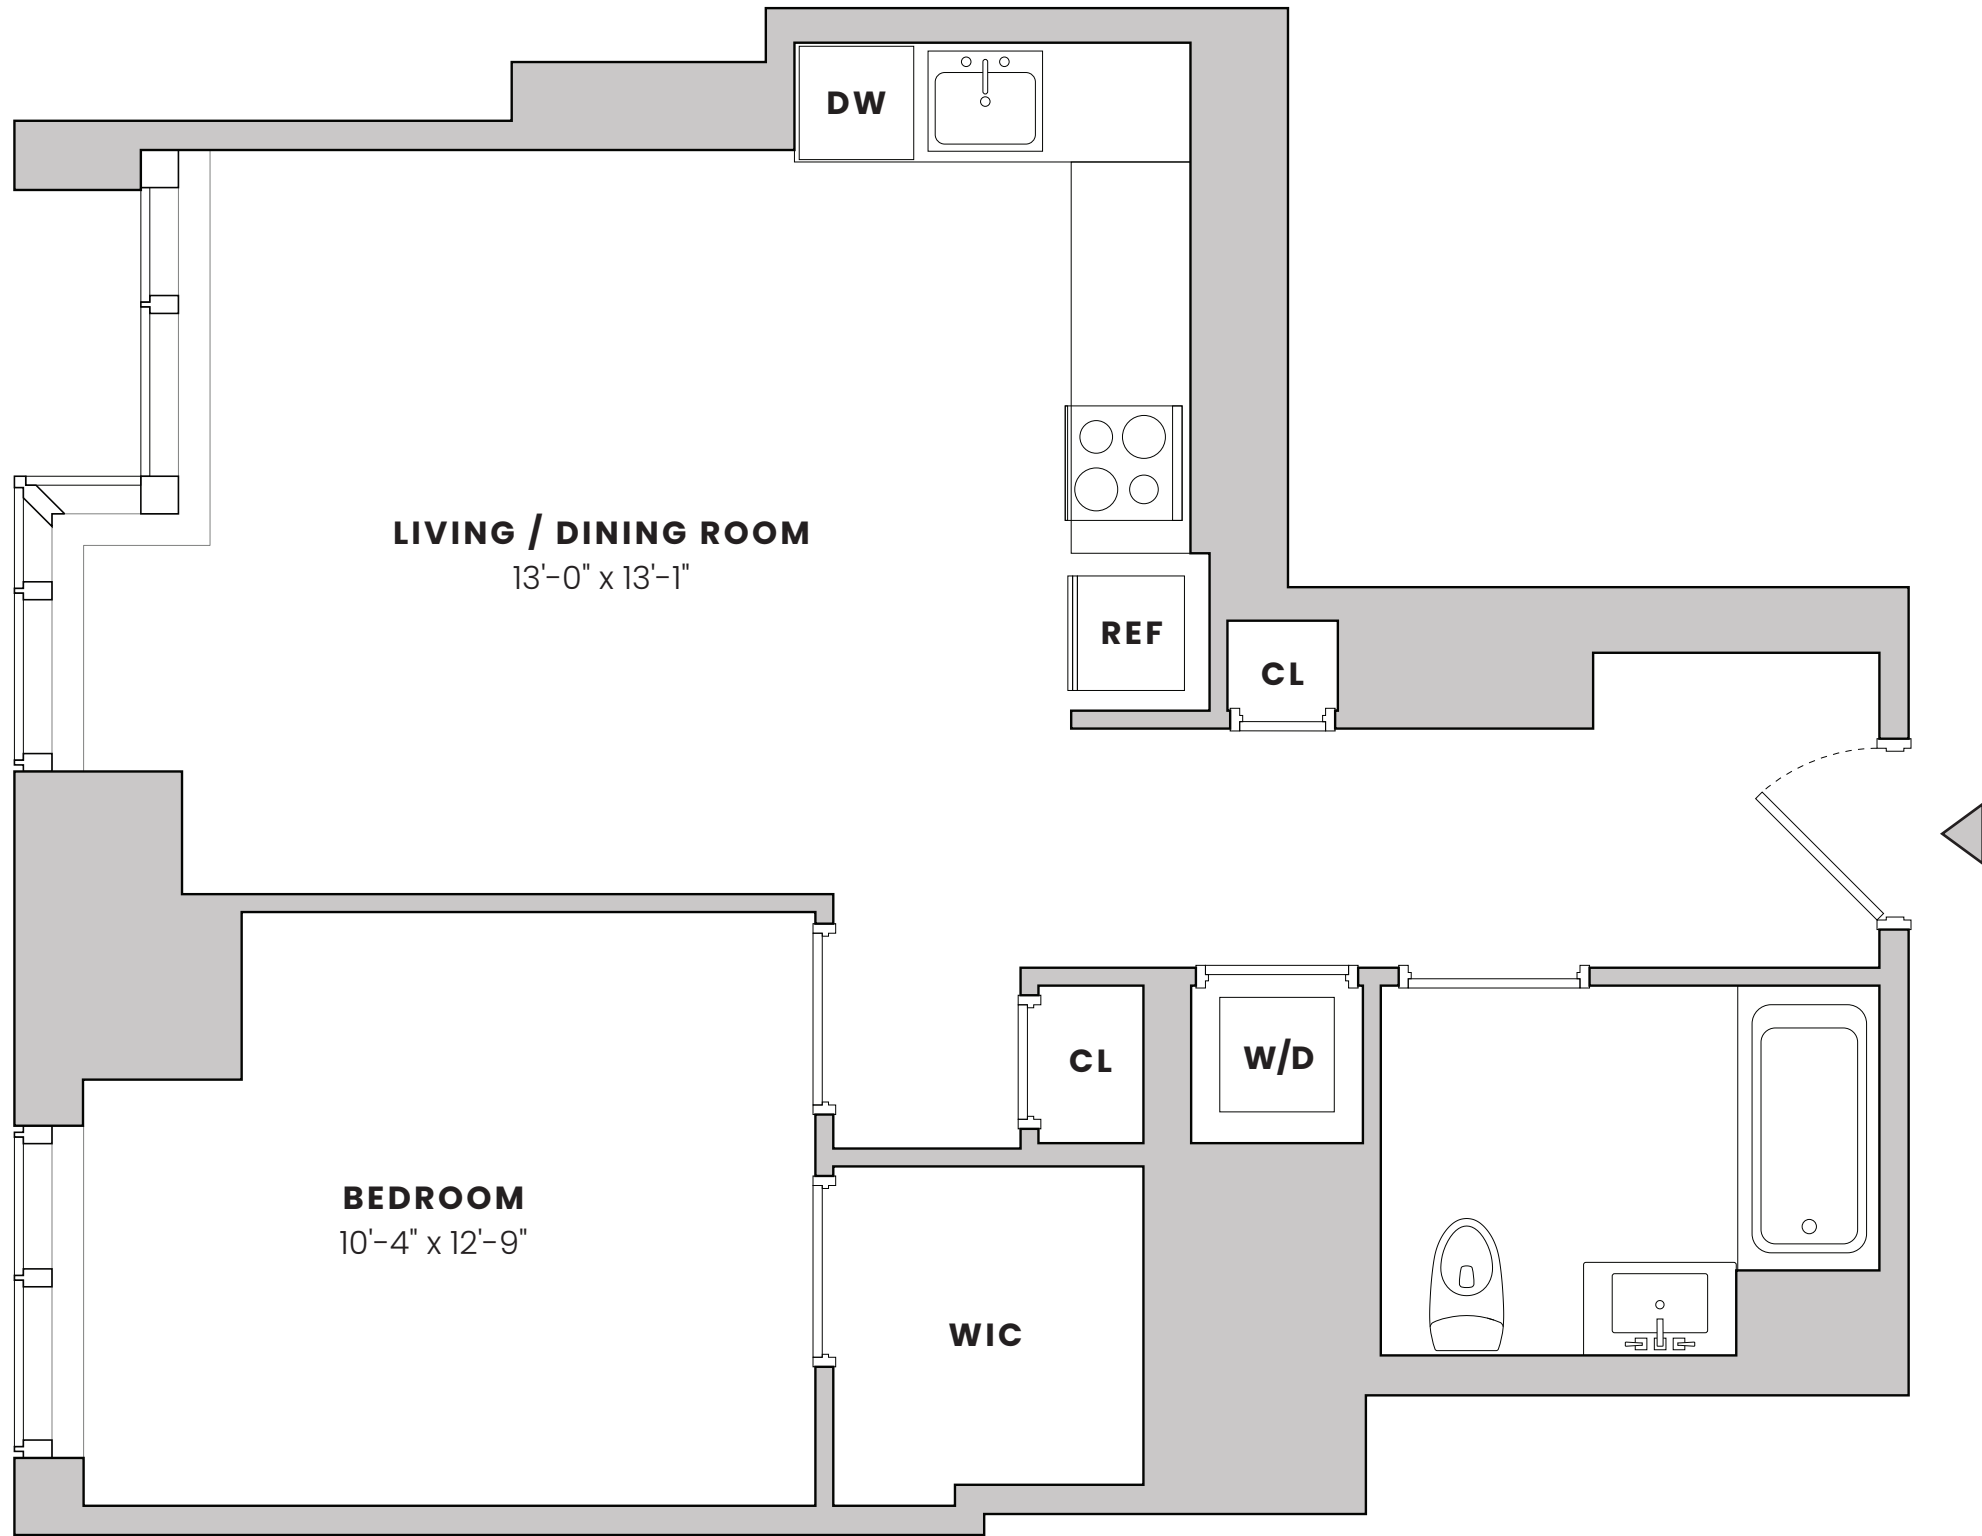 DW
LIVING / DINING ROOM
13'-0" x 13'-1"
REF
CL
CL
W/D
BEDROOM
10'-4" x 12'-9"
WIC